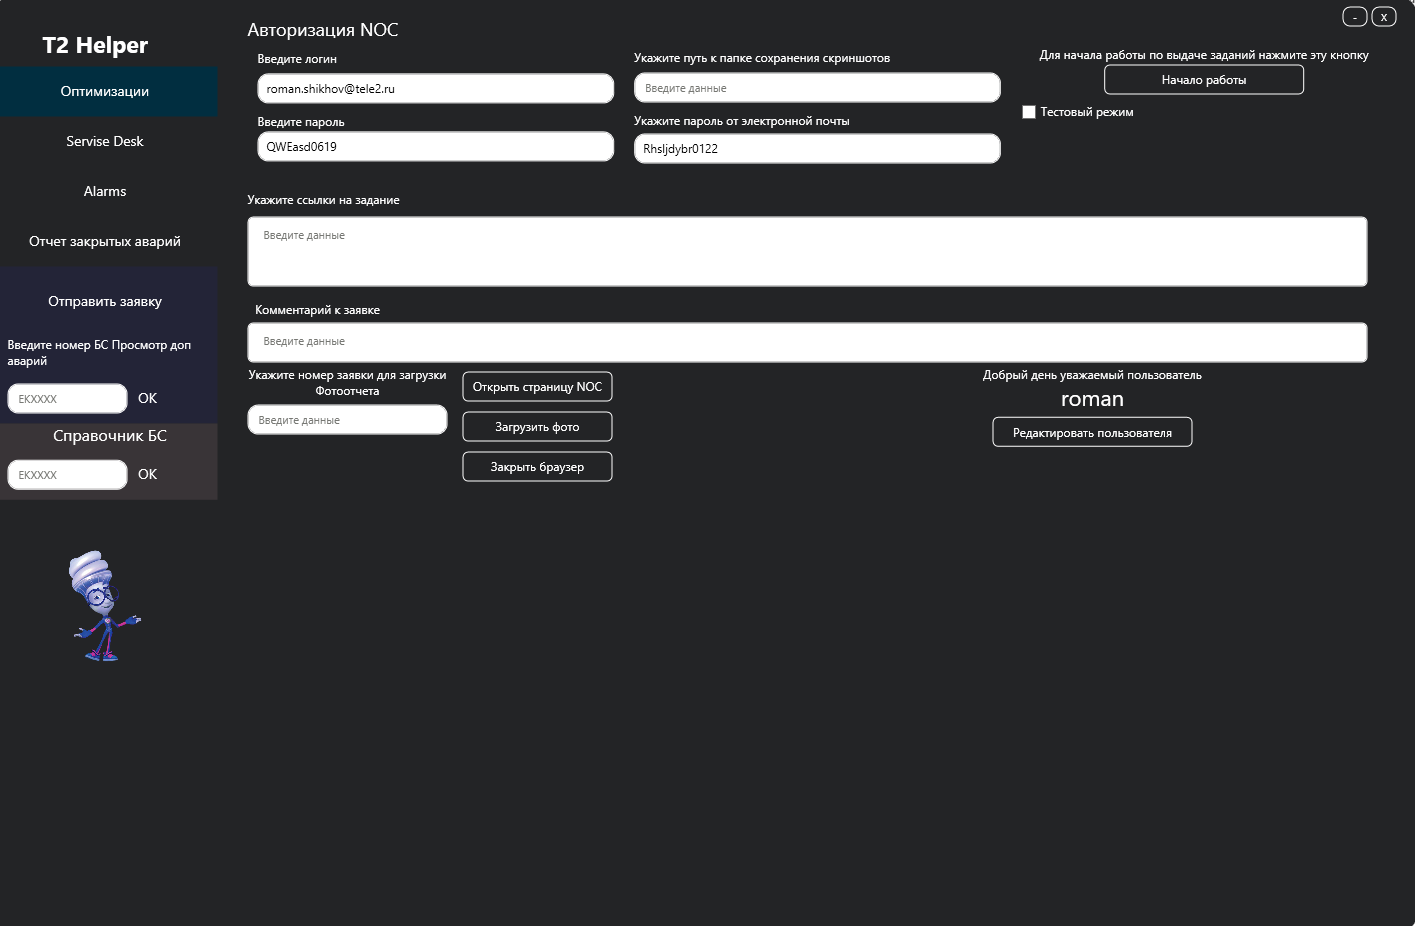 -
x
T2 Helper
Оптимизации
Servise Desk
Alarms
Отчет закрытых аварий
Отправить заявку
Введите номер БС Просмотр доп
аварий
EKXXXX
OK
Справочник БС
EKXXXX
OK
Авторизация NOC
Введите логин
roman.shikhov@tele2.ru
Введите пароль
QWEasd0619
Укажите путь к папке сохранения скриншотов
Введите данные
Укажите пароль от электронной почты
Rhsljdybr0122
Для начала работы по выдаче заданий нажмите эту кнопку
Начало работы
Тестовый режим
Укажите ссылки на задание
Введите данные
Комментарий к заявке
Введите данные
Укажите номер заявки для загрузки
Фотоотчета
Введите данные
Открыть страницу NOC
Загрузить фото
Закрыть браузер
Добрый день уважаемый пользователь
roman
Редактировать пользователя